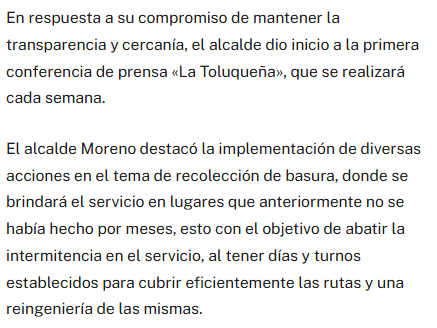 En respuesta a su compromiso de mantener la
transparencia y cercanía, el alcalde dio inicio a la primera
conferencia de prensa «La Toluqueña», que se realizará
cada semana.
El alcalde Moreno destacó la implementación de diversas
acciones en el tema de recolección de basura, donde se
brindará el servicio en lugares que anteriormente no se
había hecho por meses, esto con el objetivo de abatir la
intermitencia en el servicio, al tener días y turnos
establecidos para cubrir eficientemente las rutas y una
reingeniería de las mismas.